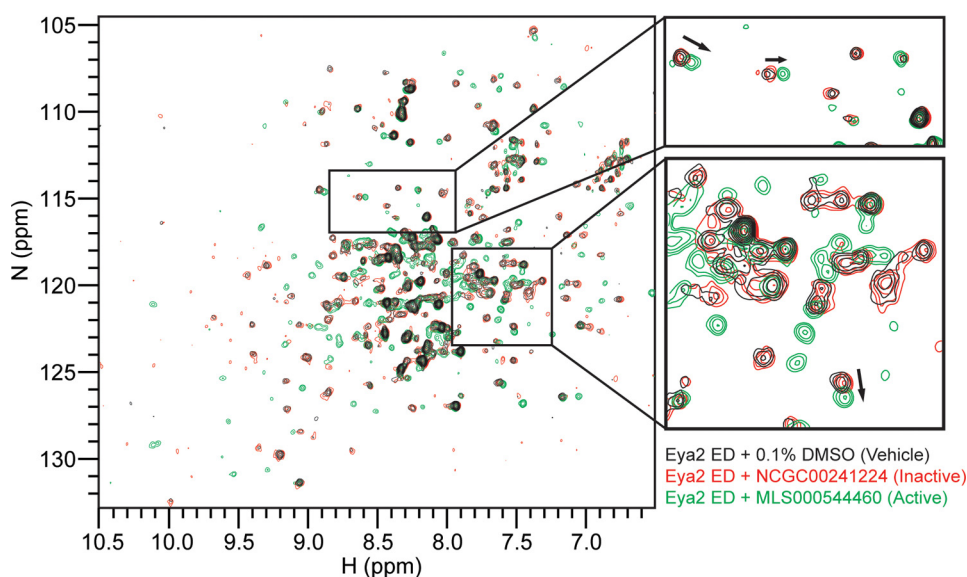 105
110
115
120
125
130
N (ppm)
10.5 10.0 9.5 9.0 8.5 8.0 7.5 7.0
H (ppm)
Eya2 ED + 0.1% DMSO (Vehicle)
Eya2 ED + NCGC00241224 (Inactive)
Eya2 ED + MLS000544460 (Active)